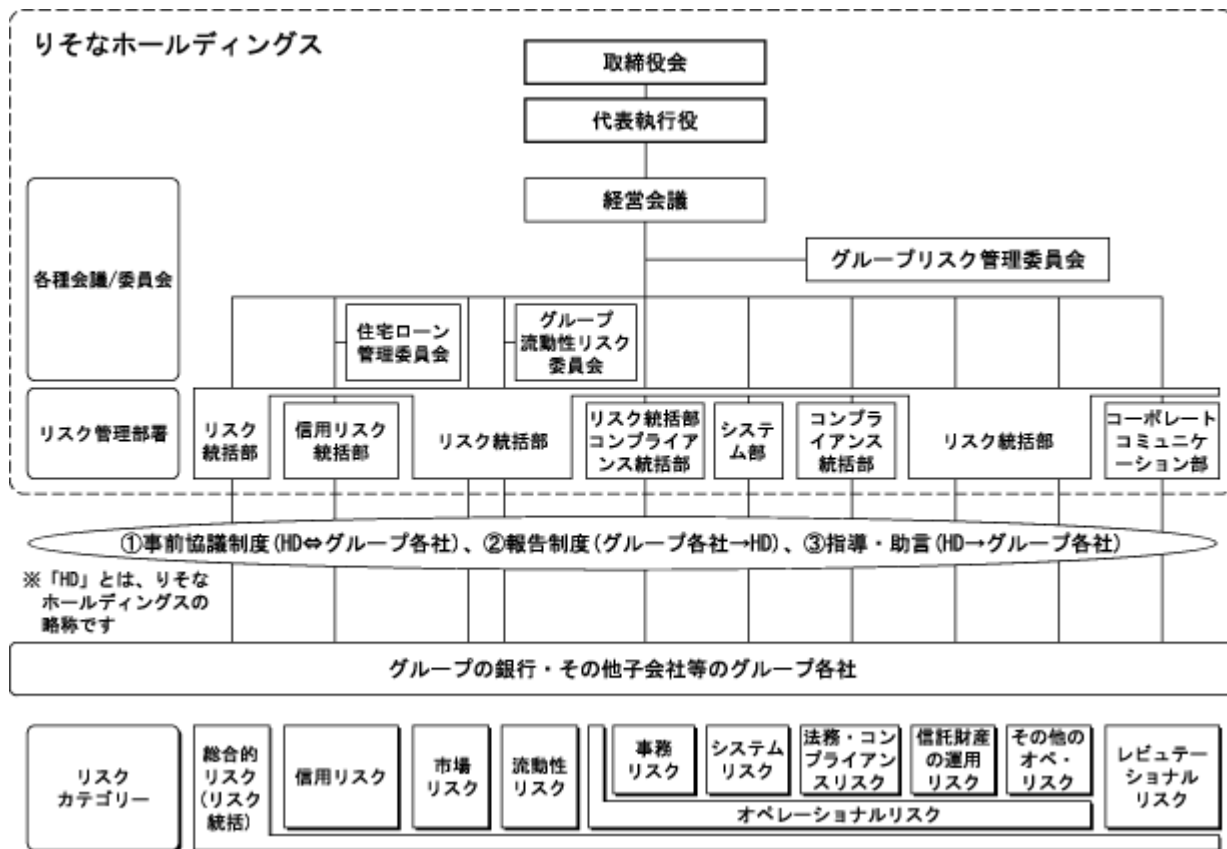 りそなホールディングス
取締役会
代表執行役
経営会議
グループリスク管理委員会
各種会議/委員会
住宅ローン
管理委員会
グループ
流動性リスク
委員会
リスク管理部署
リスク
統括部
信用リスク
統括部
リスク統括部
リスク統括部
コンプライア
ンス統括部
システ
ム部
コンプラ
イアンス
統括部
リスク統括部
コーポレート
コミュニケ
ーション部
①事前協議制度(HD⇔グループ各社)、②報告制度(グループ各社→HD)、③指導・助言(HD→グループ各社)
※「HD」とは、りそな
ホールディングスの
略称です
グループの銀行・その他子会社等のグループ各社
リスク
カテゴリー
総合的
リスク
(リスク
統括)
信用リスク
市場
リスク
流動性
リスク
事務
リスク
システム
リスク
法務・コン
プライアン
スリスク
信託財産
の運用
リスク
その他の
オペ・
リスク
オペレーショナルリスク
レピュテー
ショナル
リスク